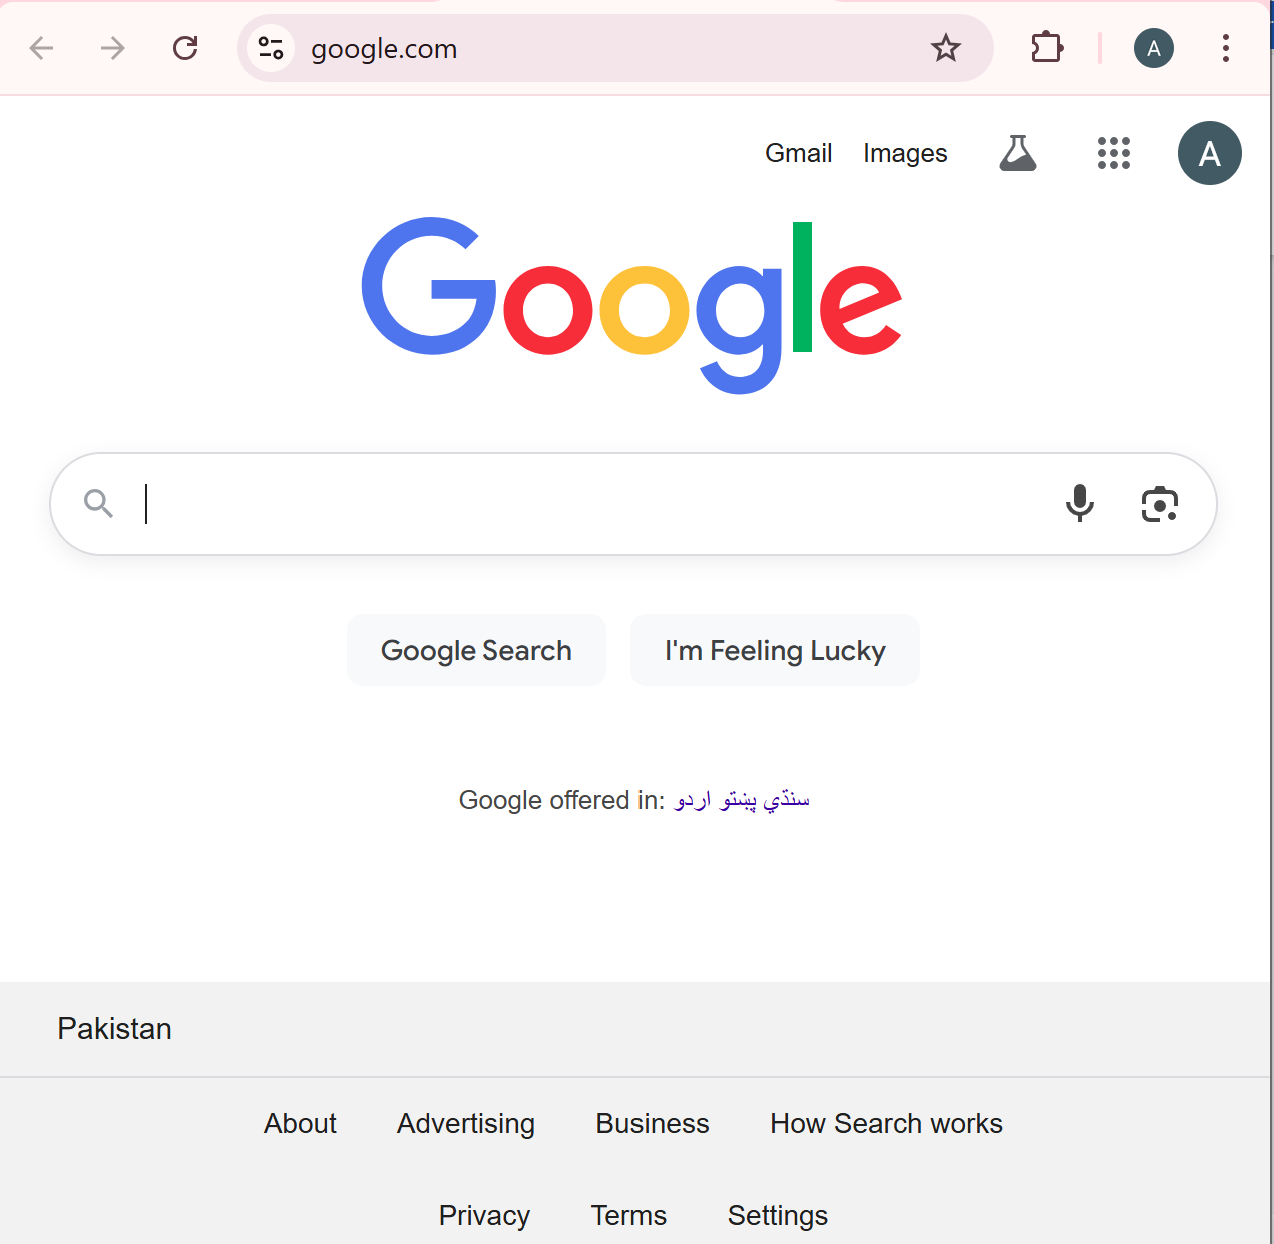 google.com
A
Gmail Images
A
Google
Google Search I'm Feeling Lucky
Google offered in: اردو پښتو سنڌي
Pakistan
About Advertising Business How Search works
Privacy Terms Settings